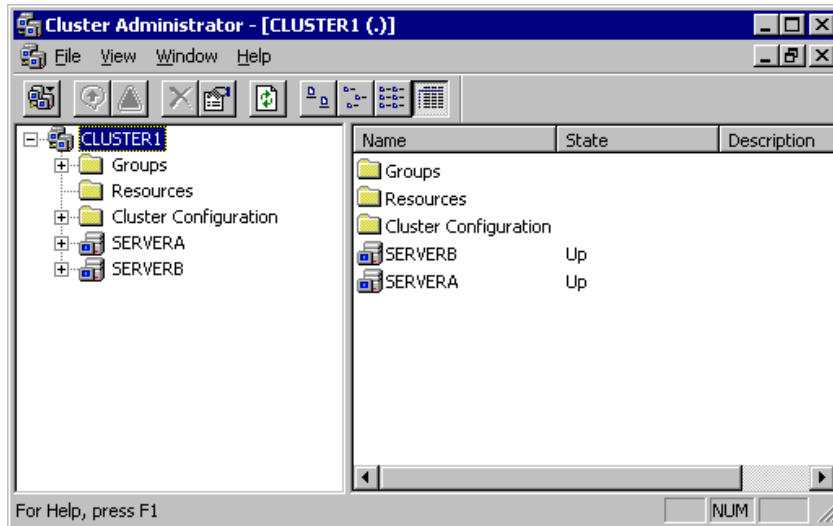 Cluster Administrator - [CLUSTER1 (.)]
File View Window Help
CLUSTER1
Groups
Resources
Cluster Configuration
SERVERA
SERVERB
Name State Description
Groups
Resources
Cluster Configuration
SERVERB Up
SERVERA Up
For Help, press F1
NUM